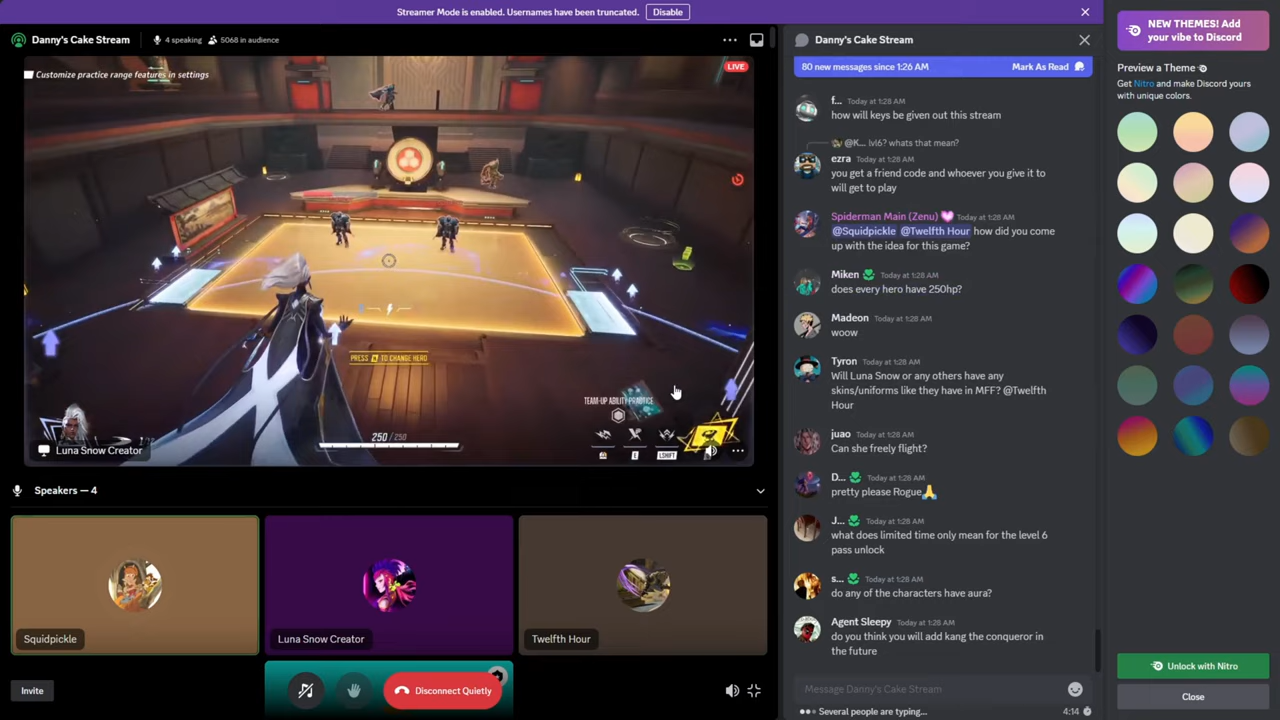 Streamer Mode is enabled. Usernames have been truncated.
Disable
Danny's Cake Stream
4 speaking
5068 in audience
Customize practice range features in settings
LIVE
PRESS TO CHANGE HERO
TEAM-UP ABILITY PRACTICE
250 / 250
E
LSHIFT
Luna Snow Creator
Speakers — 4
Squidpickle
Luna Snow Creator
Twelfth Hour
Invite
Disconnect Quietly
Danny's Cake Stream
80 new messages since 1:26 AM
Mark As Read
f... Today at 1:28 AM
how will keys be given out this stream
@K... lvl6? whats that mean?
ezra Today at 1:28 AM
you get a friend code and whoever you give it to
will get to play
Spiderman Main (Zenu) Today at 1:28 AM
@Squidpickle @Twelfth Hour how did you come
up with the idea for this game?
Miken Today at 1:28 AM
does every hero have 250hp?
Madeon Today at 1:28 AM
woow
Tyron Today at 1:28 AM
Will Luna Snow or any others have any
skins/uniforms like they have in MFF? @Twelfth
Hour
juao Today at 1:28 AM
Can she freely flight?
D... Today at 1:28 AM
pretty please Rogue🙏
J... Today at 1:28 AM
what does limited time only mean for the level 6
pass unlock
s... Today at 1:28 AM
do any of the characters have aura?
Agent Sleepy Today at 1:28 AM
do you think you will add kang the conqueror in
the future
Message Danny's Cake Stream
Several people are typing...
4:14
NEW THEMES! Add
your vibe to Discord
Preview a Theme
Get Nitro and make Discord yours
with unique colors.
Unlock with Nitro
Close